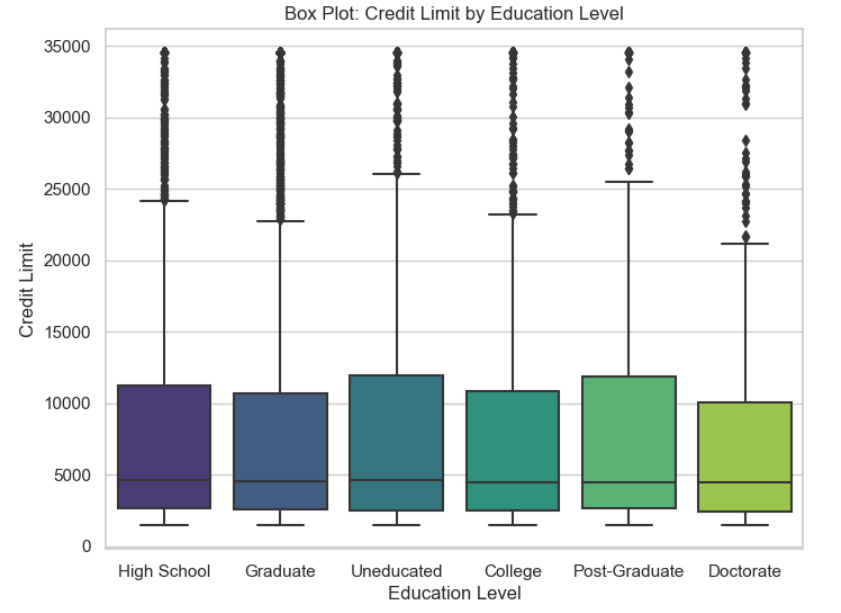 Box Plot: Credit Limit by Education Level
35000
30000
25000
20000
15000
10000
5000
0
Credit Limit
High School Graduate Uneducated College Post-Graduate Doctorate
Education Level